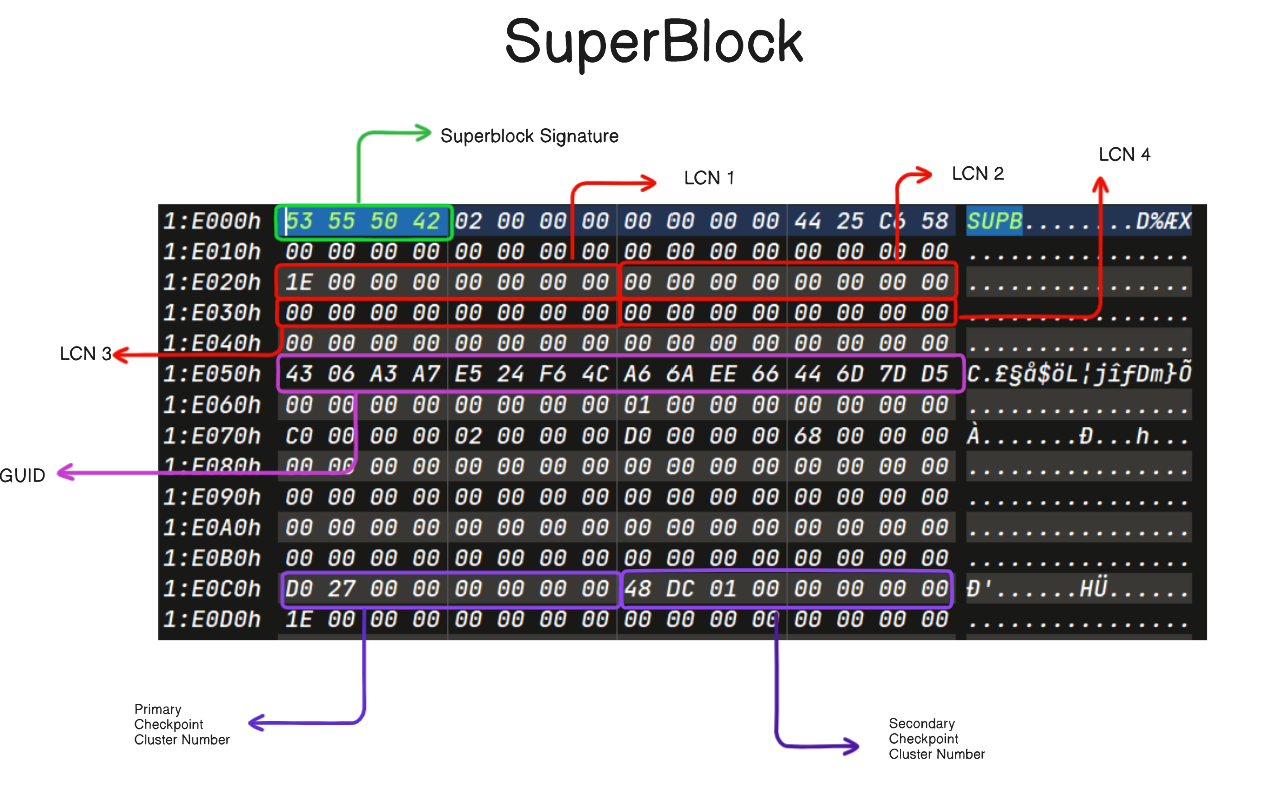 SuperBlock
Superblock Signature
LCN 1
LCN 2
LCN 4
1:E000h 53 55 50 42 02 00 00 00 00 00 00 00 44 25 C6 58 SUPB........D%ÆX
1:E010h 00 00 00 00 00 00 00 00 00 00 00 00 00 00 00 00 ................
1:E020h 1E 00 00 00 00 00 00 00 00 00 00 00 00 00 00 00 ................
1:E030h 00 00 00 00 00 00 00 00 00 00 00 00 00 00 00 00 ................
LCN 3
1:E040h 00 00 00 00 00 00 00 00 00 00 00 00 00 00 00 00 ................
1:E050h 43 06 A3 A7 E5 24 F6 4C A6 6A EE 66 44 6D 7D D5 C.£§å$öL¦jîfDm}Õ
1:E060h 00 00 00 00 00 00 00 00 01 00 00 00 00 00 00 00 ................
1:E070h C0 00 00 00 02 00 00 00 D0 00 00 00 68 00 00 00 À.......Ð...h...
GUID
1:E080h 00 00 00 00 00 00 00 00 00 00 00 00 00 00 00 00 ................
1:E090h 00 00 00 00 00 00 00 00 00 00 00 00 00 00 00 00 ................
1:E0A0h 00 00 00 00 00 00 00 00 00 00 00 00 00 00 00 00 ................
1:E0B0h 00 00 00 00 00 00 00 00 00 00 00 00 00 00 00 00 ................
1:E0C0h D0 27 00 00 00 00 00 00 48 DC 01 00 00 00 00 00 Ð'......HÜ......
1:E0D0h 1E 00 00 00 00 00 00 00 00 00 00 00 00 00 00 00 ................
Primary
Checkpoint
Cluster Number
Secondary
Checkpoint
Cluster Number